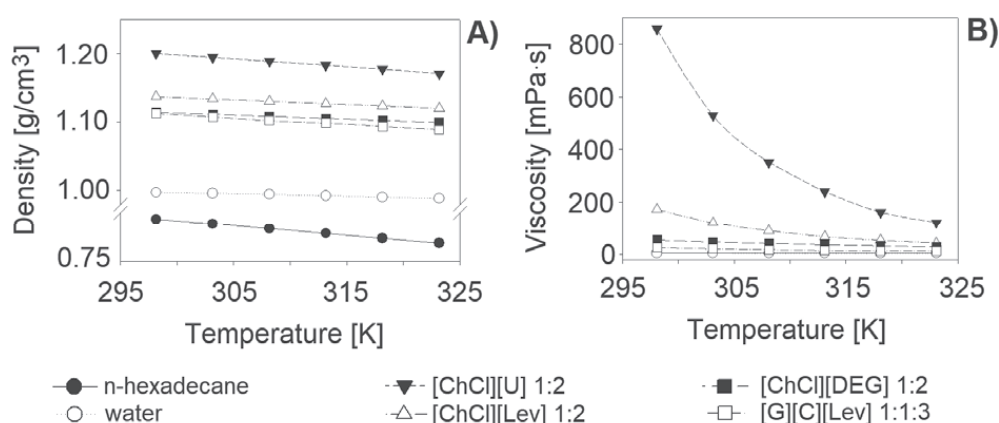 A)
Density [g/cm³]
1.20
1.10
1.00
0.75
295 305 315 325
Temperature [K]
B)
Viscosity [mPa·s]
800
600
400
200
0
295 305 315 325
Temperature [K]
n-hexadecane
[ChCl][U] 1:2
[ChCl][DEG] 1:2
water
[ChCl][Lev] 1:2
[G][C][Lev] 1:1:3